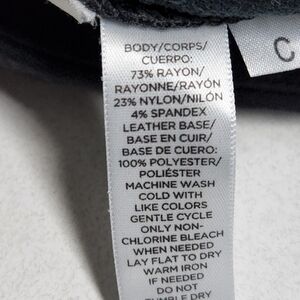 BODY/CORPS/
CUERPO:
73% RAYON/
RAYONNE/RAYÓN
23% NYLON/NILÓN
4% SPANDEX
LEATHER BASE/
BASE EN CUIR/
BASE DE CUERO:
100% POLYESTER/
POLIÉSTER
MACHINE WASH
COLD WITH
LIKE COLORS
GENTLE CYCLE
ONLY NON-
CHLORINE BLEACH
WHEN NEEDED
LAY FLAT TO DRY
WARM IRON
IF NEEDED
DO NOT
TUMBLE DRY
C